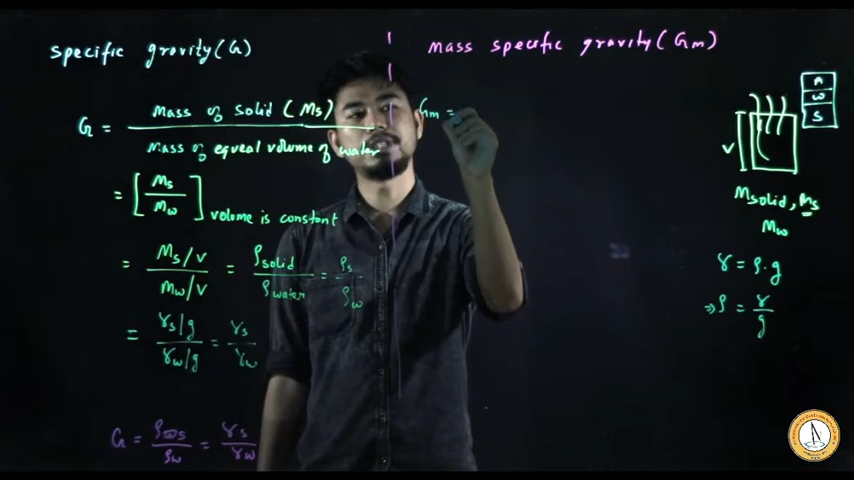 specific gravity (G)
G = Mass of solid (Ms)
Mass of equal volume of water
= [Ms / Mw] volume is constant
= Ms/v / Mw/v = ρsolid / ρwater = ρs / ρw
= γs/g / γw/g = γs / γw
G = ρs / ρw = γs / γw
mass specific gravity (Gm)
Gm =
A
W
S
V
Msolid, Ms
Mw
γ = ρ.g
⇒ ρ = γ / g